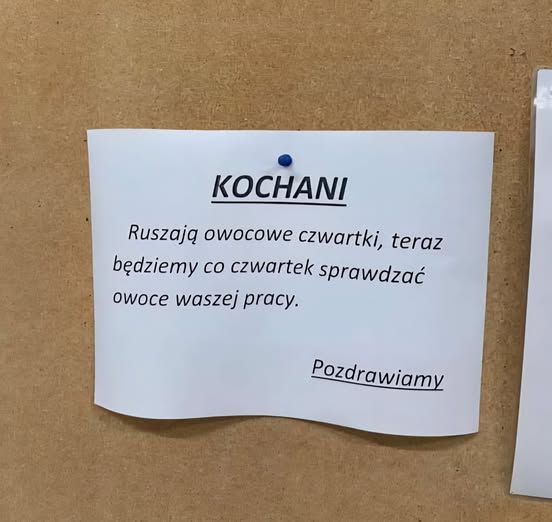 KOCHANI
Ruszają owocowe czwartki, teraz
będziemy co czwartek sprawdzać
owoce waszej pracy.
Pozdrawiamy